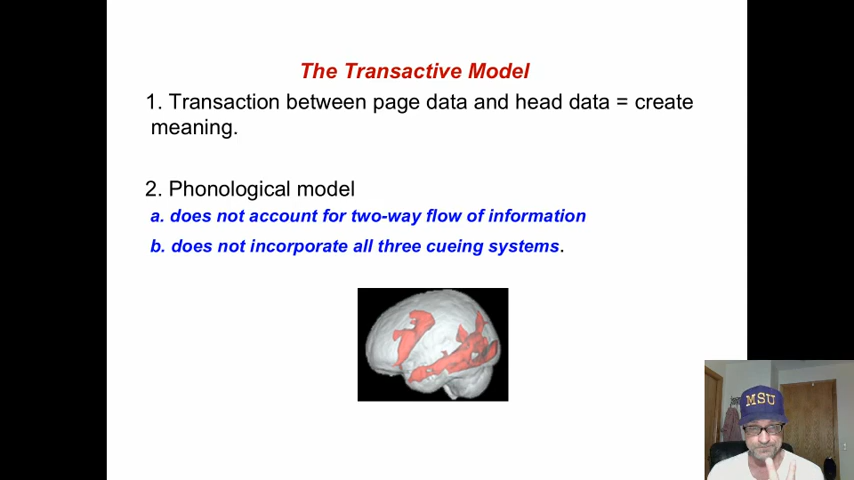 The Transactive Model
1. Transaction between page data and head data = create
meaning.
2. Phonological model
a. does not account for two-way flow of information
b. does not incorporate all three cueing systems.
MSU